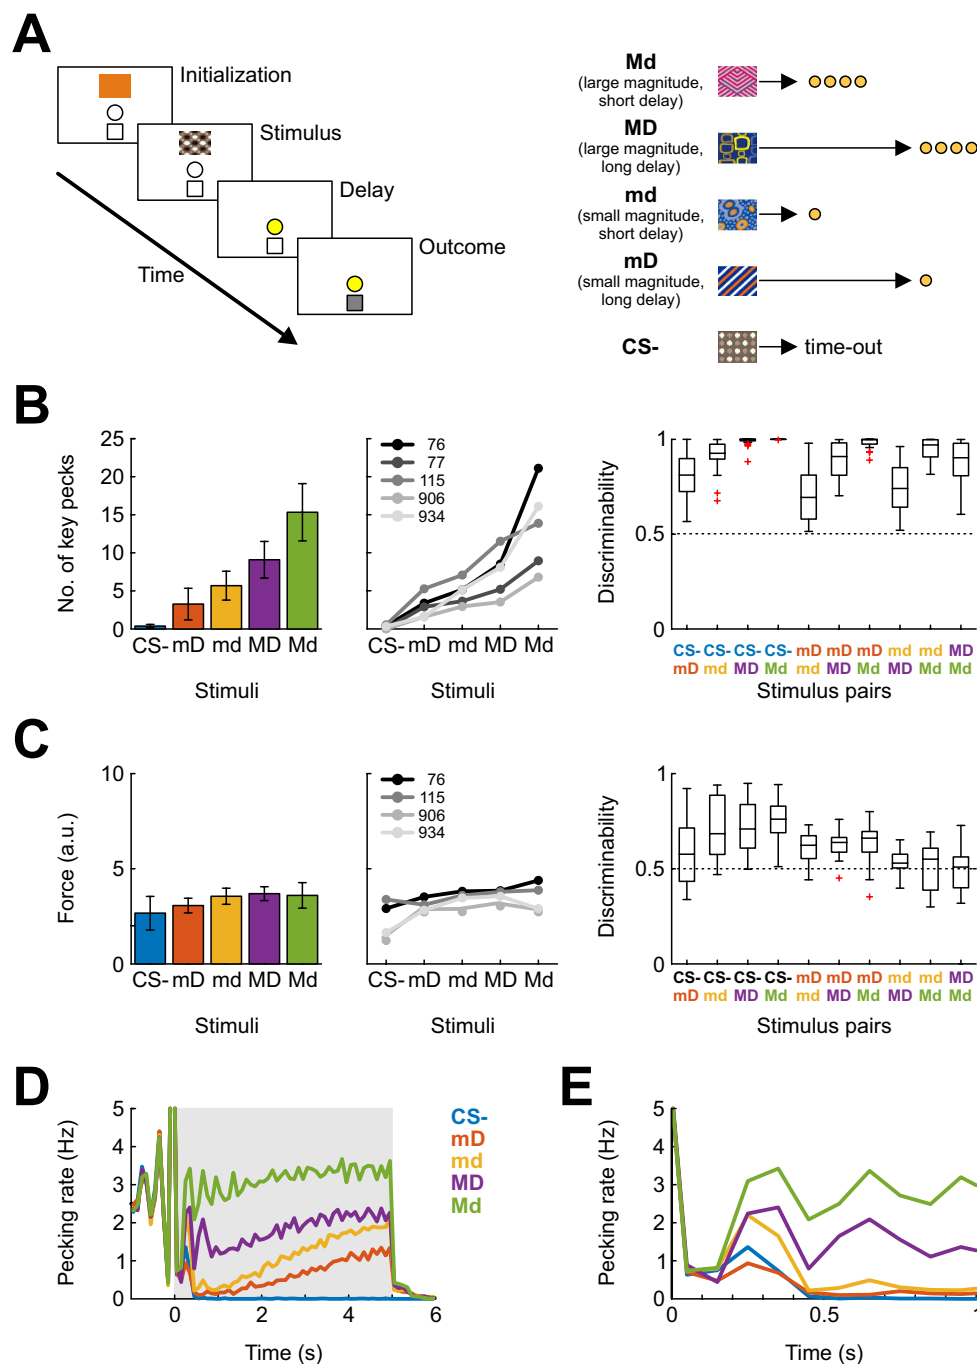 A
Initialization
Stimulus
Delay
Outcome
Time
Md
(large magnitude,
short delay)
MD
(large magnitude,
long delay)
md
(small magnitude,
short delay)
mD
(small magnitude,
long delay)
CS-
time-out
B
No. of key pecks
25
20
15
10
5
0
CS- mD md MD Md
Stimuli
76
77
115
906
934
CS- mD md MD Md
Stimuli
Discriminability
1
0.5
1
CS- CS- CS- CS- mD mD mD md md MD
mD md MD Md md MD Md MD Md Md
Stimulus pairs
C
Force (a.u.)
10
5
0
CS- mD md MD Md
Stimuli
76
115
906
934
CS- mD md MD Md
Stimuli
Discriminability
1
0.5
1
CS- CS- CS- CS- mD mD mD md md MD
mD md MD Md md MD Md MD Md Md
Stimulus pairs
D
Pecking rate (Hz)
5
4
3
2
1
0
0 2 4 6
Time (s)
CS-
mD
md
MD
Md
E
Pecking rate (Hz)
5
4
3
2
1
0
0 0.5 1
Time (s)